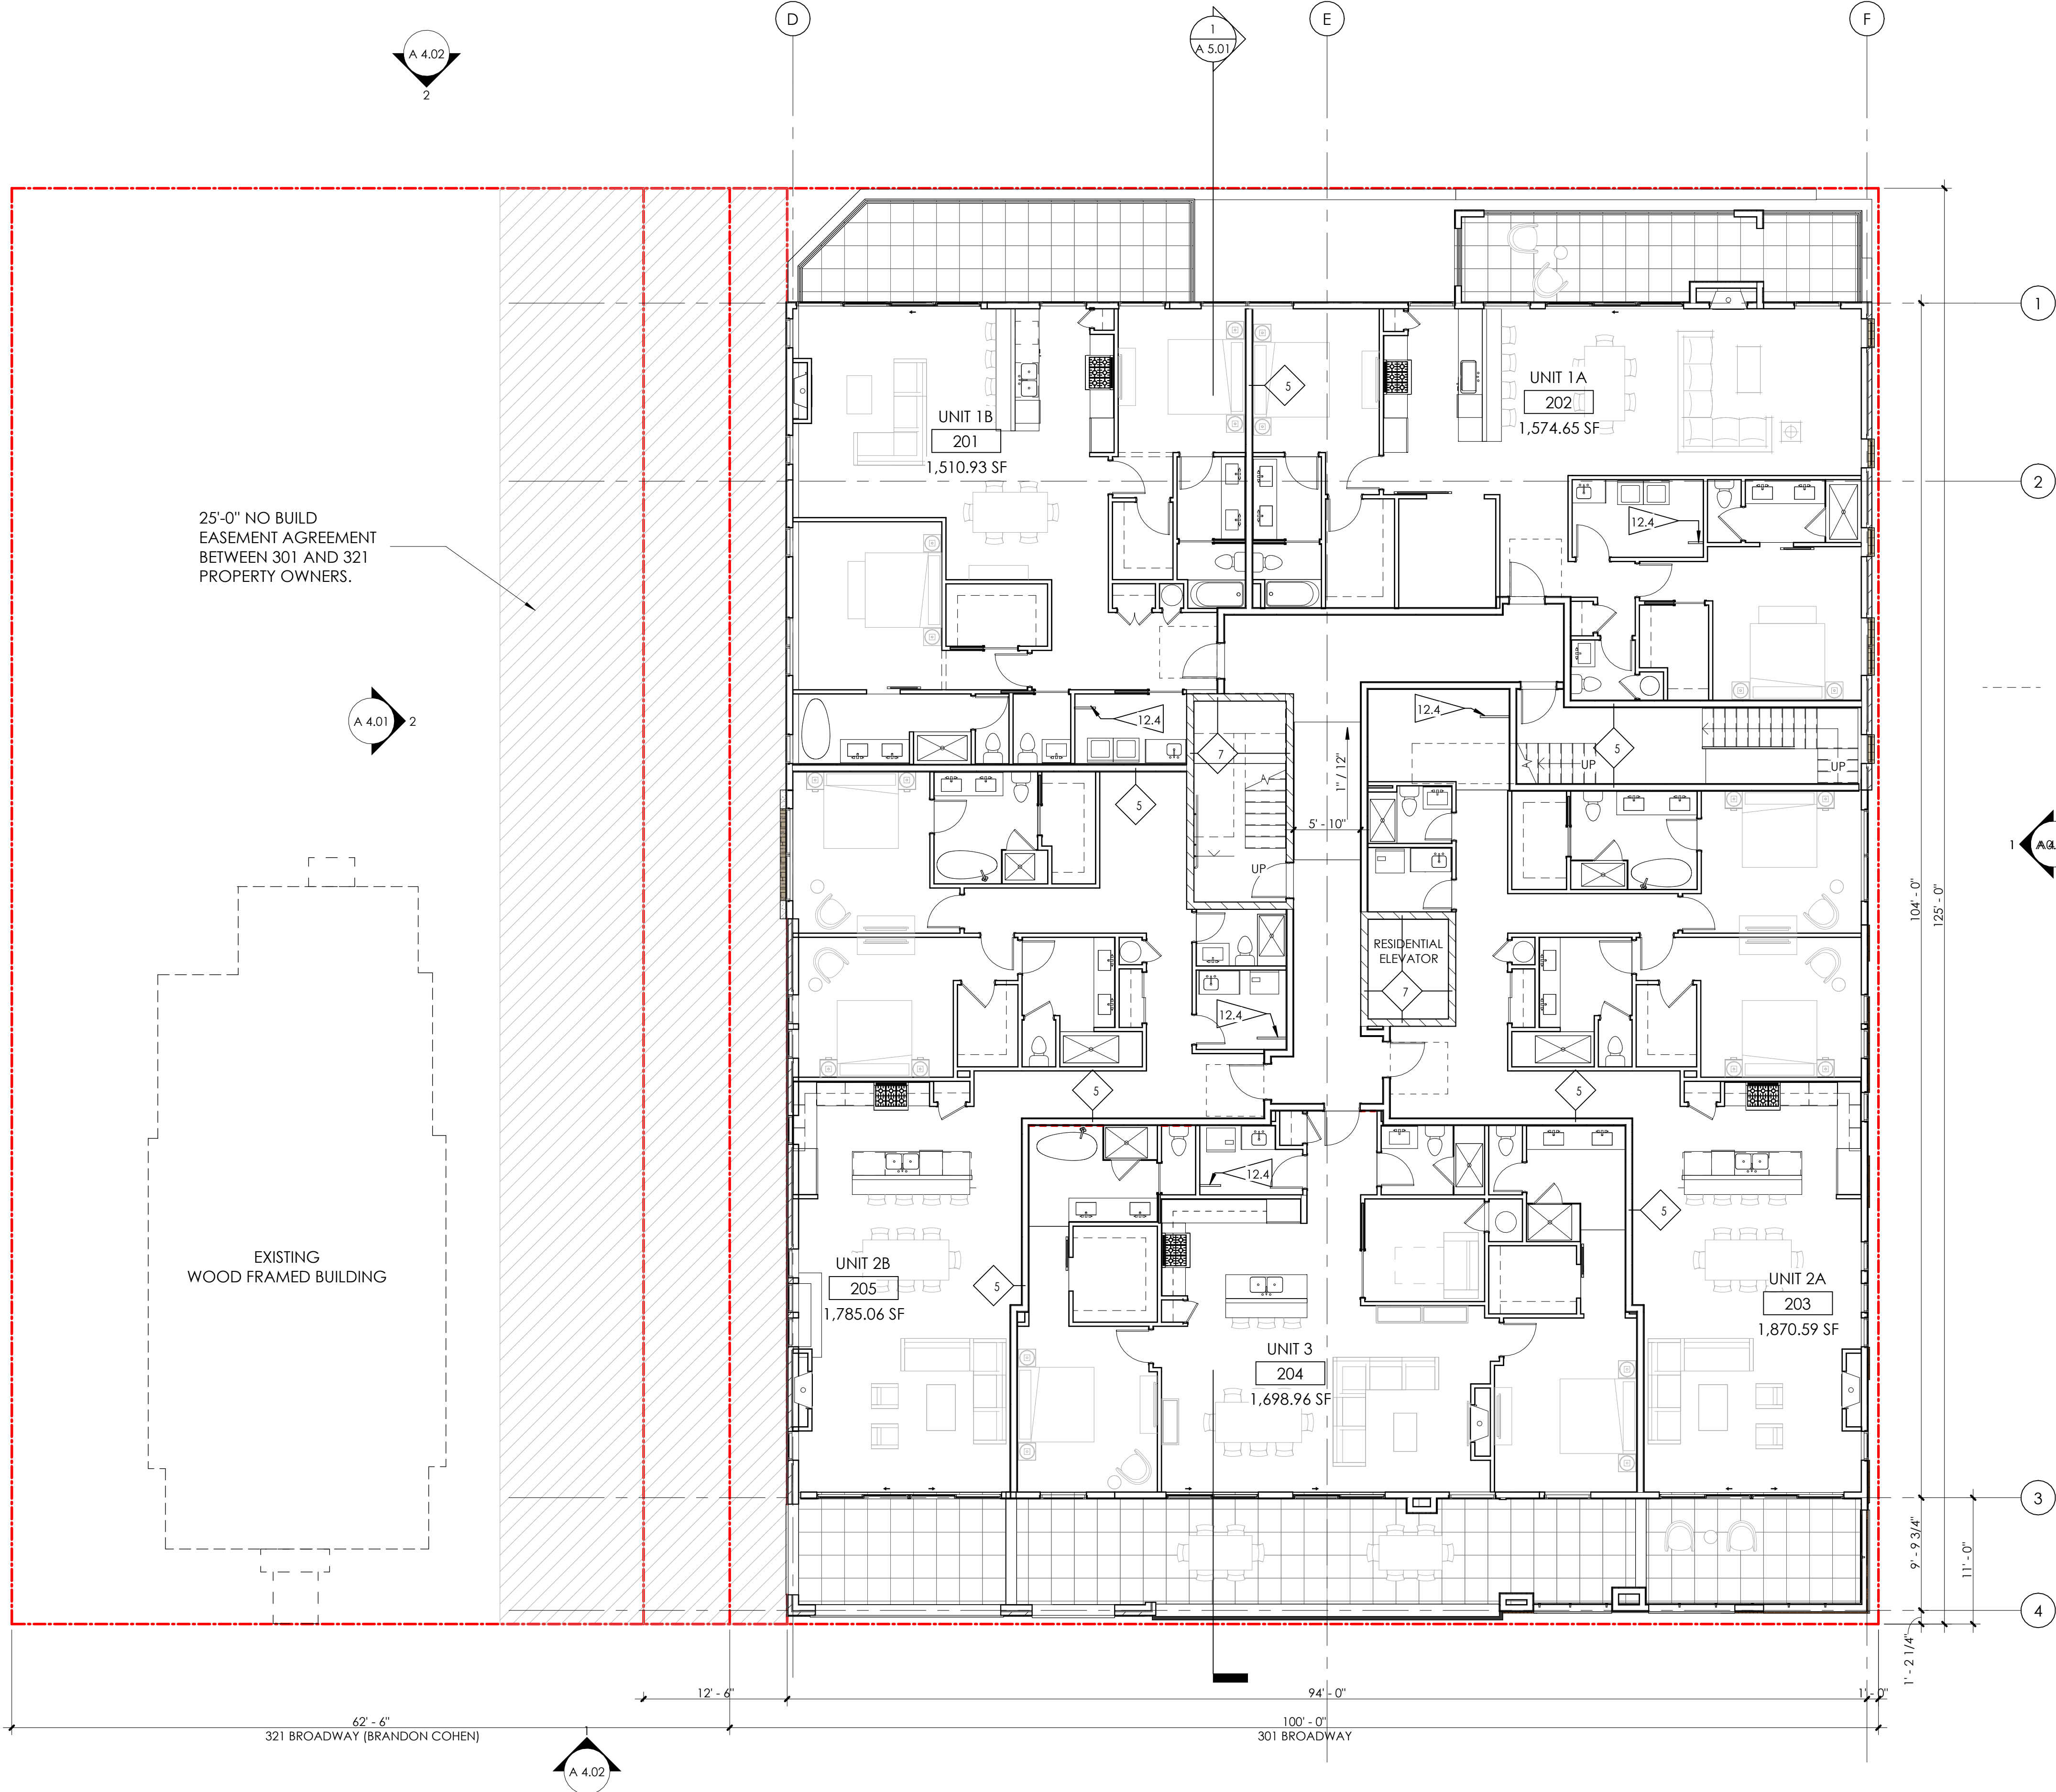 D
E
F
1
A 5.01
A 4.02
2
1
2
3
4
UNIT 1A
202
1,574.65 SF
UNIT 1B
201
1,510.93 SF
5
25'-0" NO BUILD
EASEMENT AGREEMENT
BETWEEN 301 AND 321
PROPERTY OWNERS.
12.4
A 4.01
2
12.4
12.4
7
5
UP
UP
5
1" / 12"
5' - 10"
UP
1
104' - 0"
125' - 0"
RESIDENTIAL
ELEVATOR
7
12.4
5
5
12.4
5
5
EXISTING
WOOD FRAMED BUILDING
UNIT 2B
205
1,785.06 SF
UNIT 2A
203
1,870.59 SF
UNIT 3
204
1,698.96 SF
9' - 9 3/4"
11' - 0"
1' - 2 1/4"
12' - 6"
94' - 0"
1' - 0"
62' - 6"
321 BROADWAY (BRANDON COHEN)
100' - 0"
301 BROADWAY
1
A 4.02